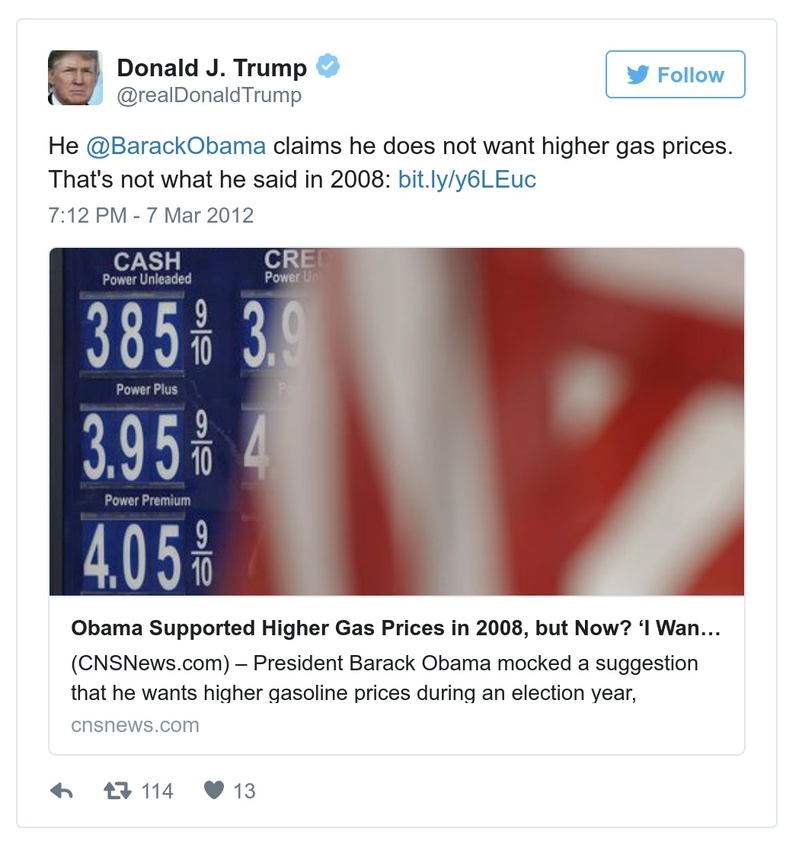 Donald J. Trump
@realDonaldTrump
Follow
He @BarackObama claims he does not want higher gas prices.
That's not what he said in 2008: bit.ly/y6LEuc
7:12 PM - 7 Mar 2012
CASH
Power Unleaded
385 9/10
CRED
Power Un
3.9
Power Plus
3.95 9/10
4
Power Premium
4.05 9/10
Obama Supported Higher Gas Prices in 2008, but Now? ‘I Wan…
(CNSNews.com) – President Barack Obama mocked a suggestion
that he wants higher gasoline prices during an election year,
cnsnews.com
114 13